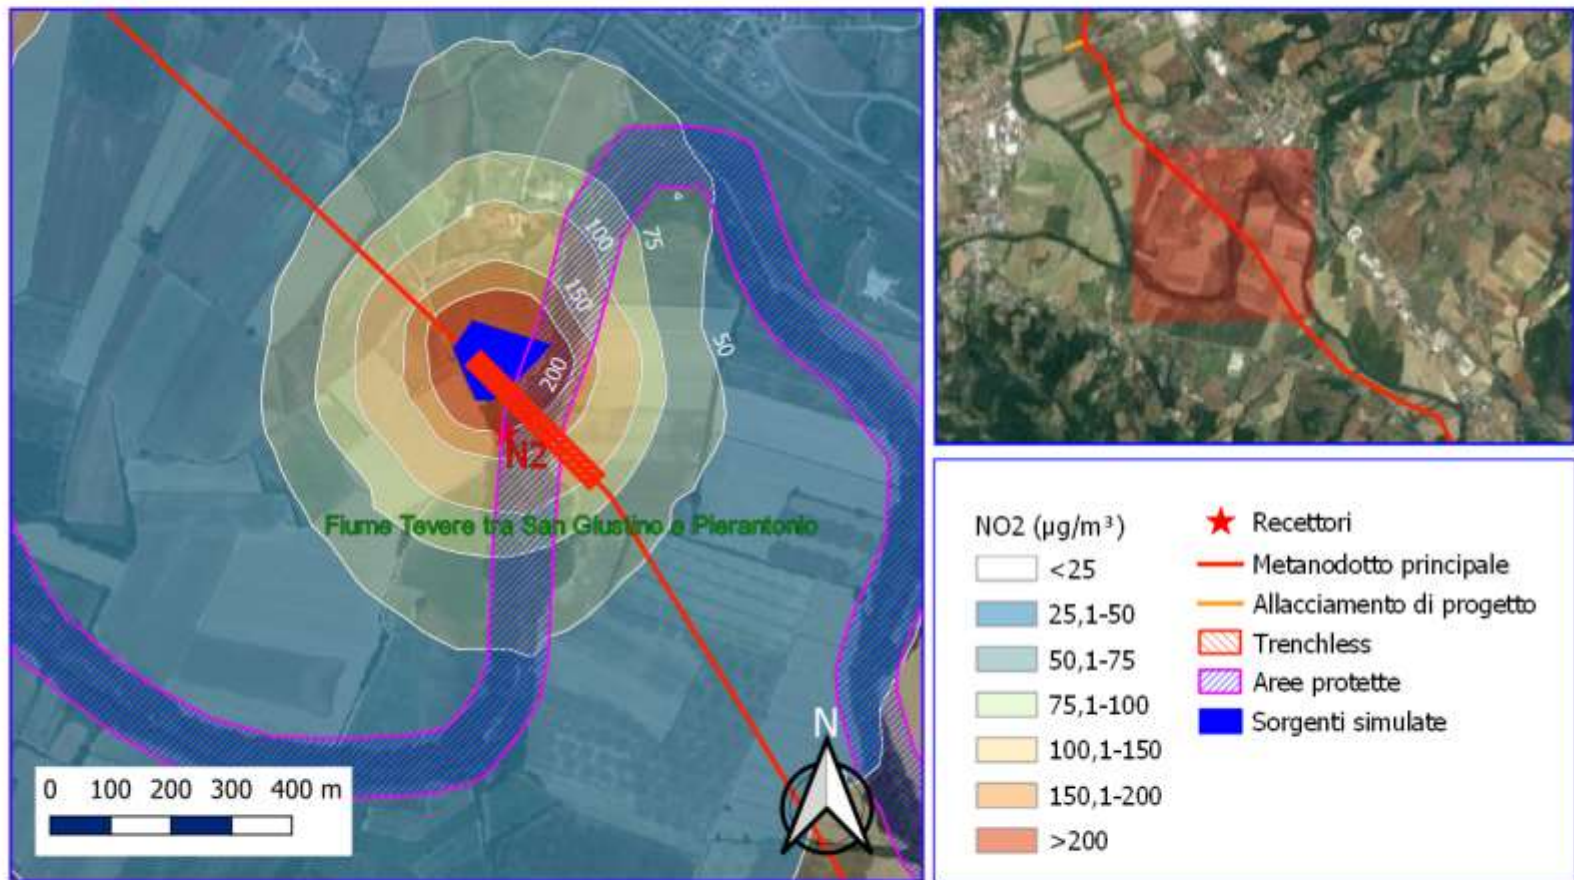 100
75
150
50
200
N2
Fiume Tevere tra San Giustino e Pierantonio
N
0 100 200 300 400 m
NO2 (µg/m³)
<25
25,1-50
50,1-75
75,1-100
100,1-150
150,1-200
>200
Recettori
Metanodotto principale
Allacciamento di progetto
Trenchless
Aree protette
Sorgenti simulate